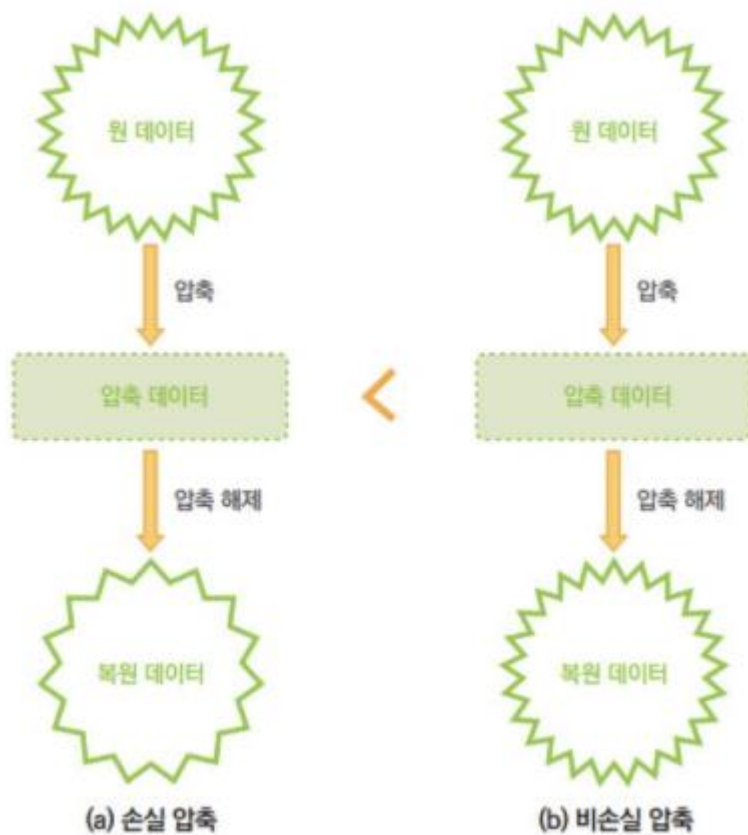 원 데이터 원 데이터
압축 압축
압축 데이터 < 압축 데이터
압축 해제 압축 해제
복원 데이터 복원 데이터
(a) 손실 압축 (b) 비손실 압축